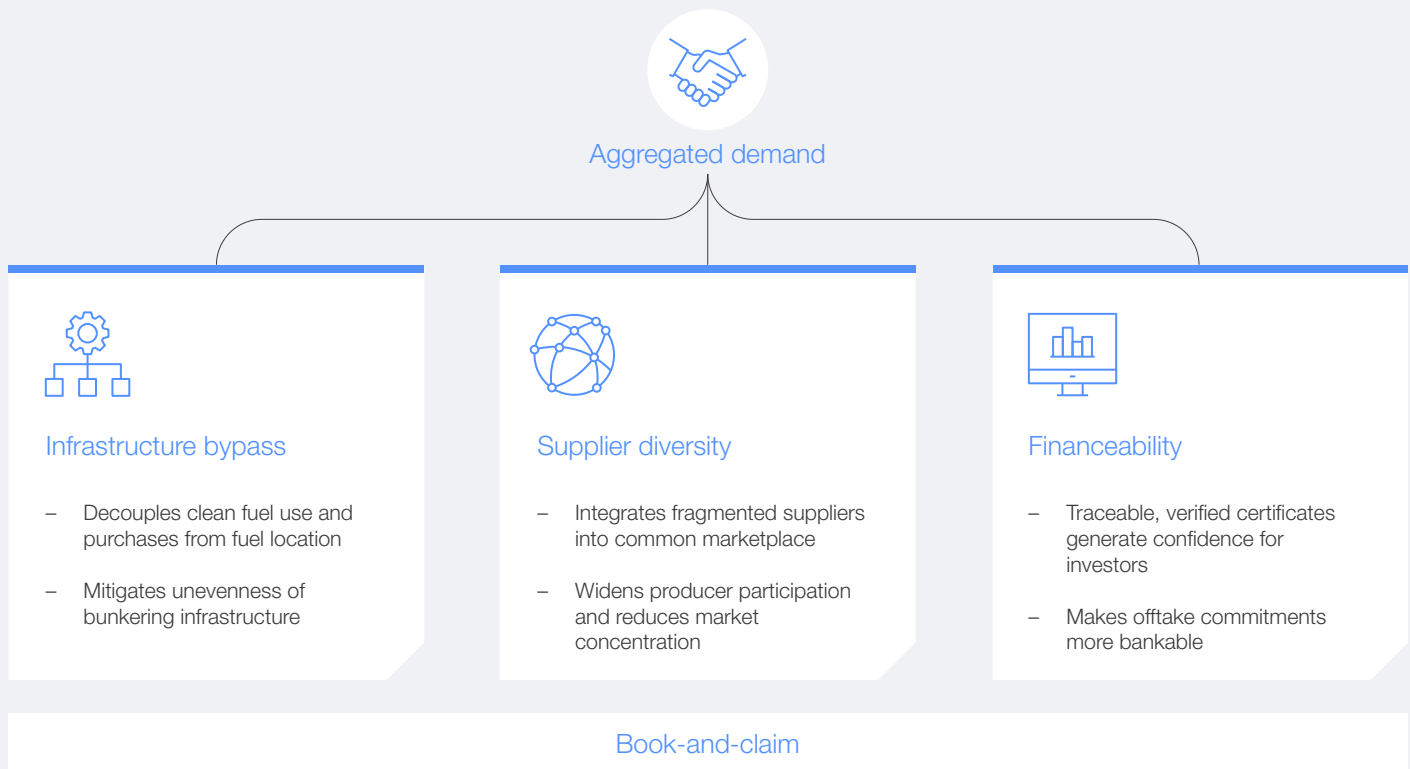 Aggregated demand
Infrastructure bypass
– Decouples clean fuel use and
purchases from fuel location
– Mitigates unevenness of
bunkering infrastructure
Supplier diversity
– Integrates fragmented suppliers
into common marketplace
– Widens producer participation
and reduces market
concentration
Financeability
– Traceable, verified certificates
generate confidence for
investors
– Makes offtake commitments
more bankable
Book-and-claim